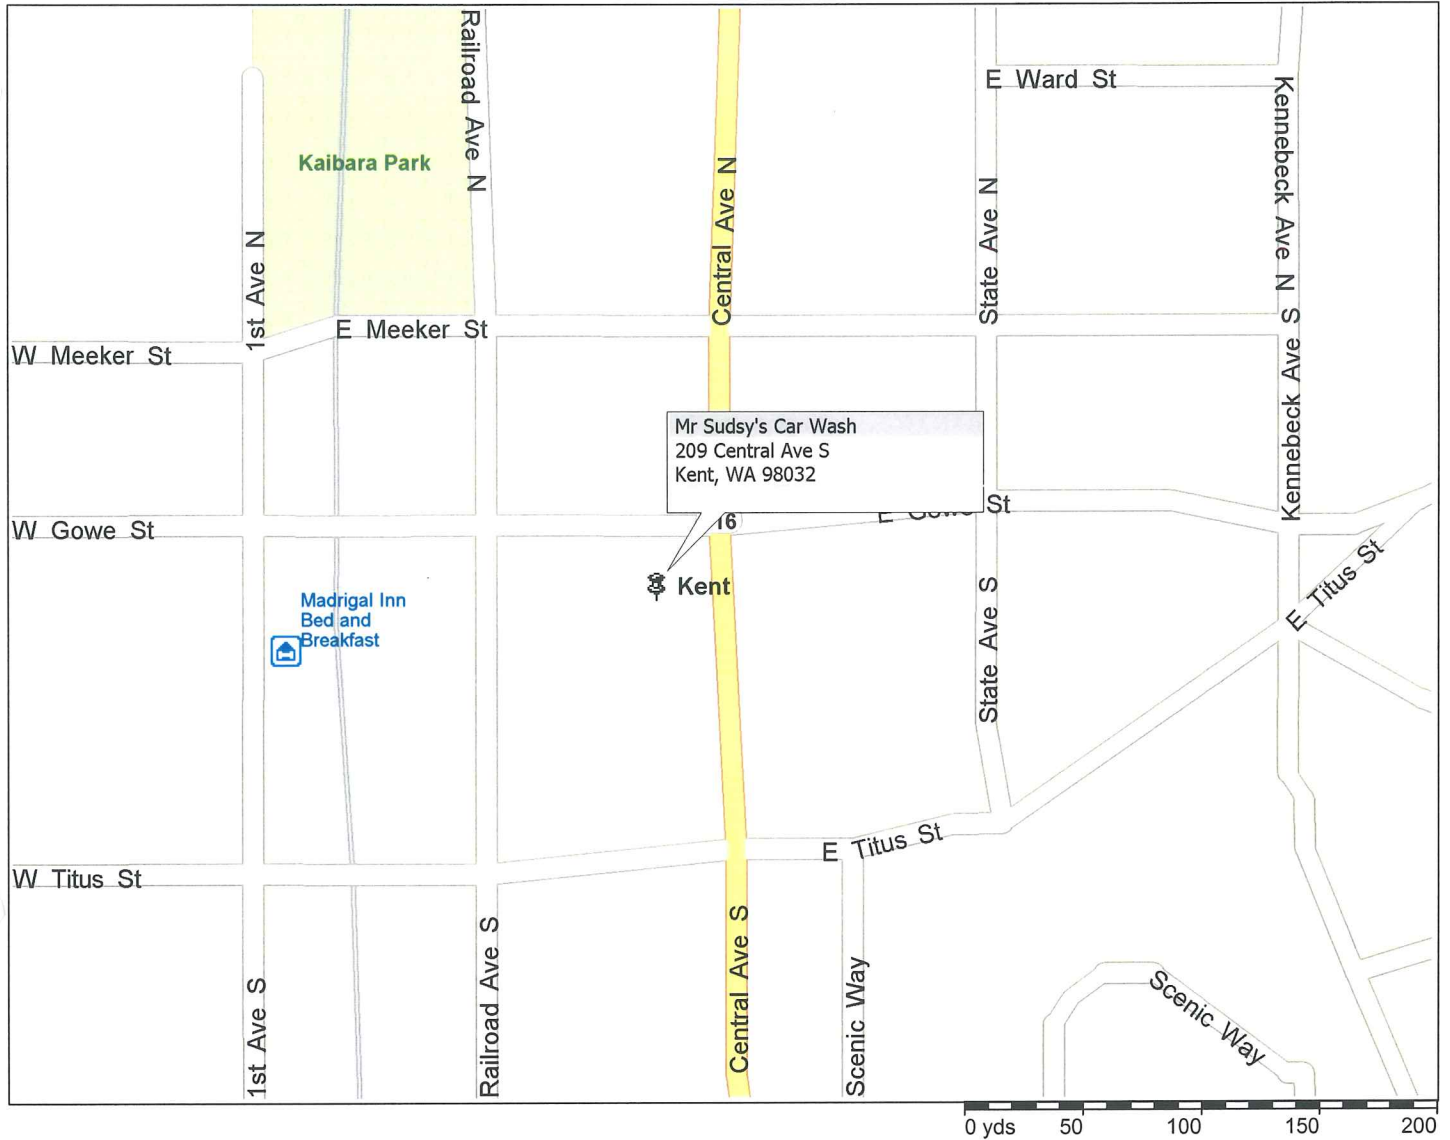 Railroad Ave N
E Ward St
Kennebeck Ave N
Kaibara Park
Central Ave N
State Ave N
1st Ave N
E Meeker St
W Meeker St
Kennebeck Ave S
Mr Sudsy's Car Wash
209 Central Ave S
Kent, WA 98032
E Gowe St
16
W Gowe St
E Titus St
Kent
Madrigal Inn
Bed and
Breakfast
State Ave S
E Titus St
W Titus St
Central Ave S
Railroad Ave S
1st Ave S
Scenic Way
Scenic Way
0 yds 50 100 150 200